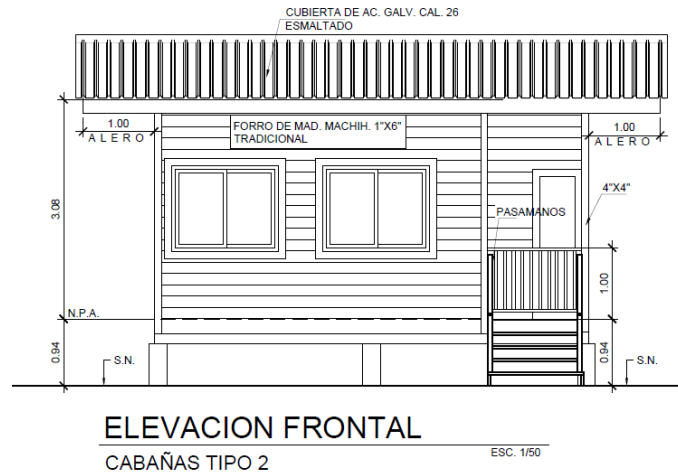 CUBIERTA DE AC. GALV. CAL. 26
ESMALTADO
1.00
ALERO
FORRO DE MAD. MACHIH. 1"X6"
TRADICIONAL
1.00
ALERO
4"X4"
PASAMANOS
3.08
1.00
N.P.A.
0.94
S.N.
0.94
S.N.
ELEVACION FRONTAL
CABAÑAS TIPO 2
ESC. 1/50